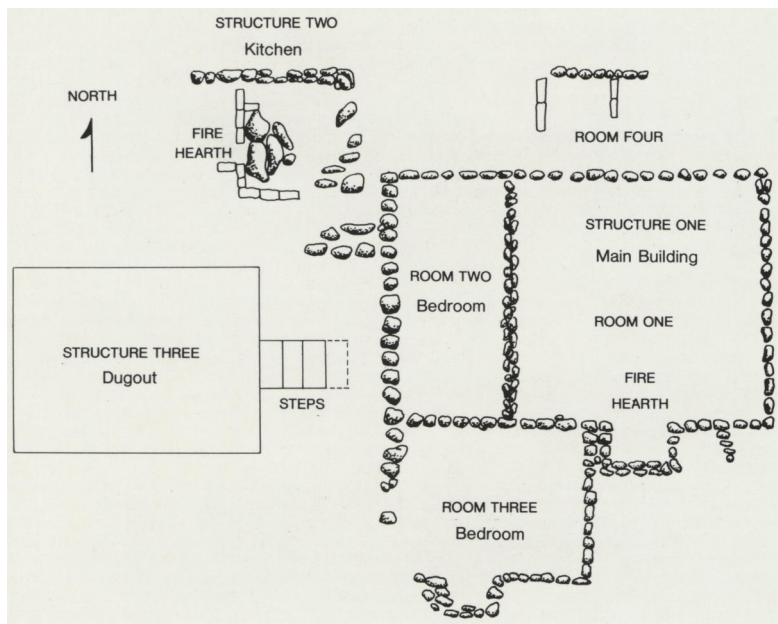 STRUCTURE TWO
Kitchen
NORTH
FIRE
HEARTH
ROOM FOUR
STRUCTURE ONE
Main Building
ROOM TWO
Bedroom
ROOM ONE
STRUCTURE THREE
Dugout
FIRE
HEARTH
STEPS
ROOM THREE
Bedroom